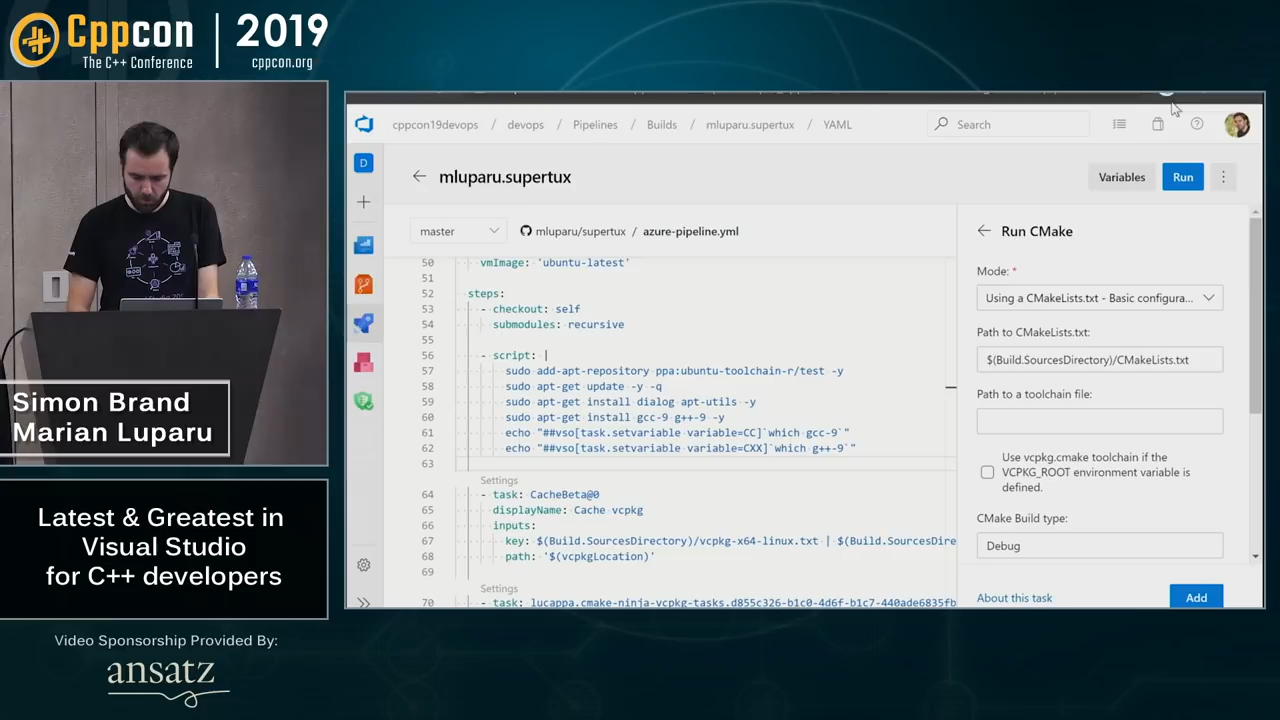 Cppcon
The C++ Conference
2019
cppcon.org
Simon Brand
Marian Luparu
Latest & Greatest in
Visual Studio
for C++ developers
Video Sponsorship Provided By:
ansatz
cppcon19devops / devops / Pipelines / Builds / mluparu.supertux / YAML
Search
D
mluparu.supertux
Variables
Run
master
mluparu/supertux / azure-pipeline.yml
50 vmImage: 'ubuntu-latest'
51
52 steps:
53 - checkout: self
54 submodules: recursive
55
56 - script: |
57 sudo add-apt-repository ppa:ubuntu-toolchain-r/test -y
58 sudo apt-get update -y -q
59 sudo apt-get install dialog apt-utils -y
60 sudo apt-get install gcc-9 g++-9 -y
61 echo "##vso[task.setvariable variable=CC]`which gcc-9`"
62 echo "##vso[task.setvariable variable=CXX]`which g++-9`"
63
Settings
64 - task: CacheBeta@0
65 displayName: Cache vcpkg
66 inputs:
67 key: $(Build.SourcesDirectory)/vcpkg-x64-linux.txt | $(Build.SourcesDire
68 path: '$(vcpkgLocation)'
69
Settings
70 - task: lucappa.cmake-ninja-vcpkg-tasks.d855c326-b1c0-4d6f-b1c7-440ade6835fb
Run CMake
Mode: *
Using a CMakeLists.txt - Basic configura...
Path to CMakeLists.txt:
$(Build.SourcesDirectory)/CMakeLists.txt
Path to a toolchain file:
Use vcpkg.cmake toolchain if the
VCPKG_ROOT environment variable is
defined.
CMake Build type:
Debug
About this task
Add